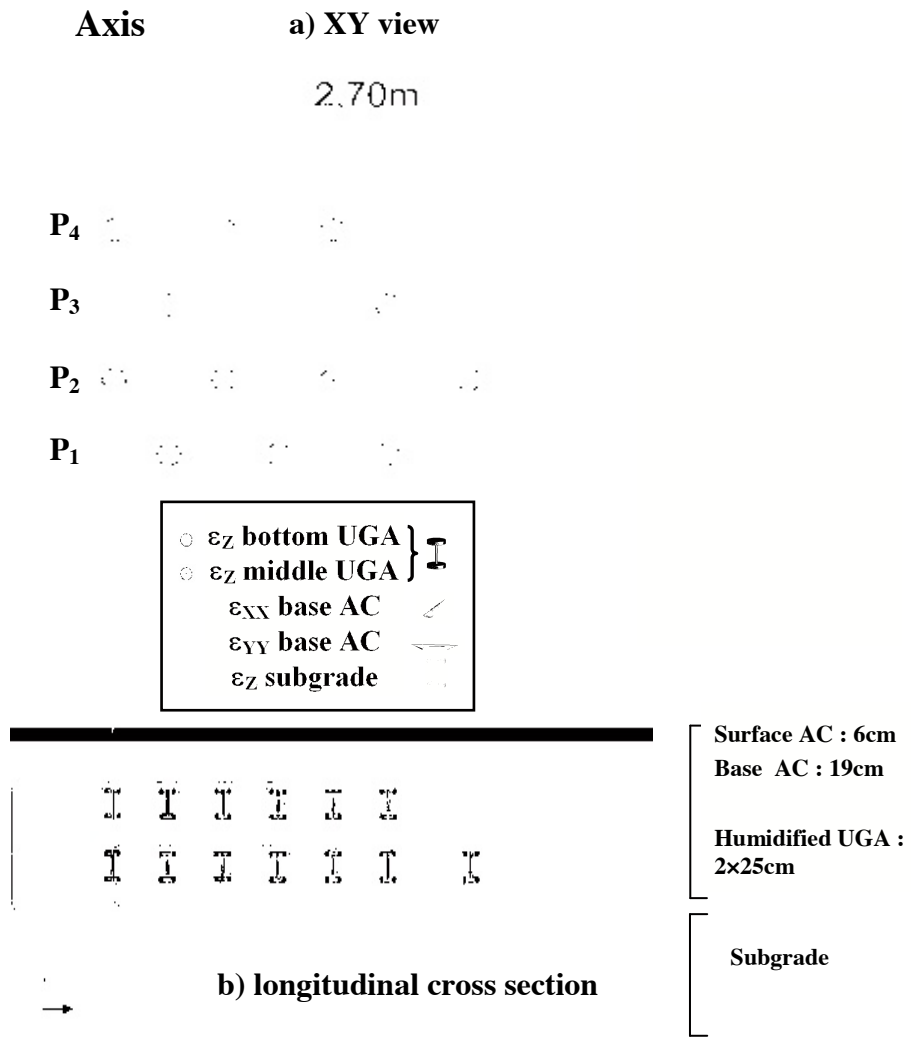 Axis
a) XY view
2.70m
P4
P3
P2
P1
εZ bottom UGA
εZ middle UGA
εXX base AC
εYY base AC
εZ subgrade
Surface AC : 6cm
Base AC : 19cm
Humidified UGA :
2×25cm
Subgrade
b) longitudinal cross section